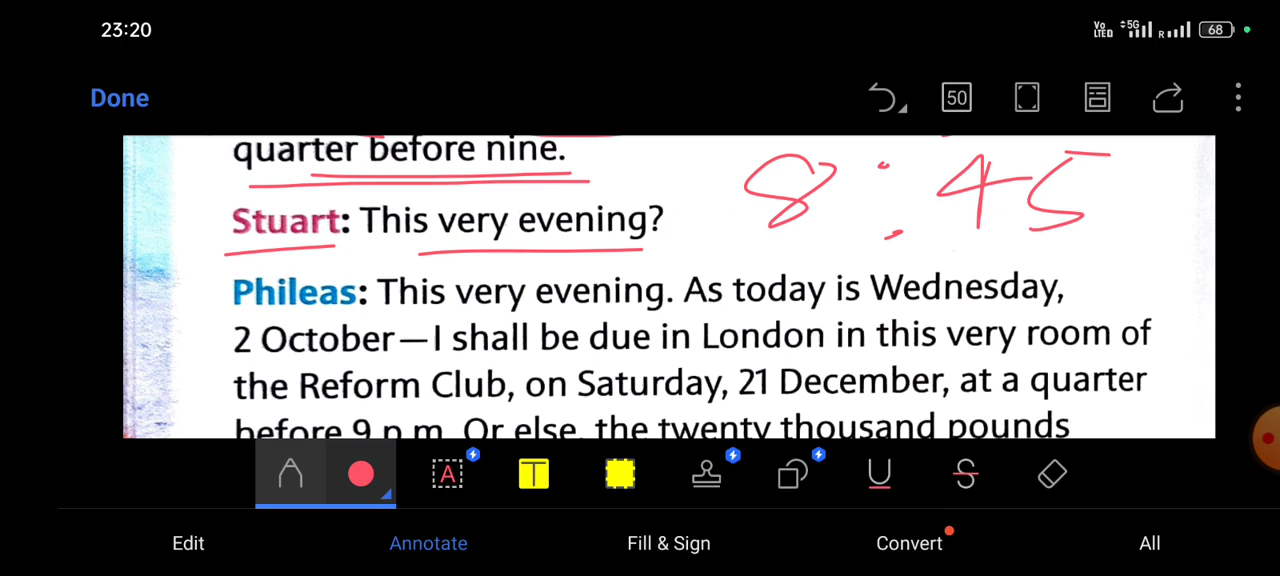 23:20
Vo LTE 5G R 68
Done
50
quarter before nine.
8:45
Stuart: This very evening?
Phileas: This very evening. As today is Wednesday,
2 October—I shall be due in London in this very room of
the Reform Club, on Saturday, 21 December, at a quarter
before 9 p.m. Or else, the twenty thousand pounds
A T U S
Edit Annotate Fill & Sign Convert All